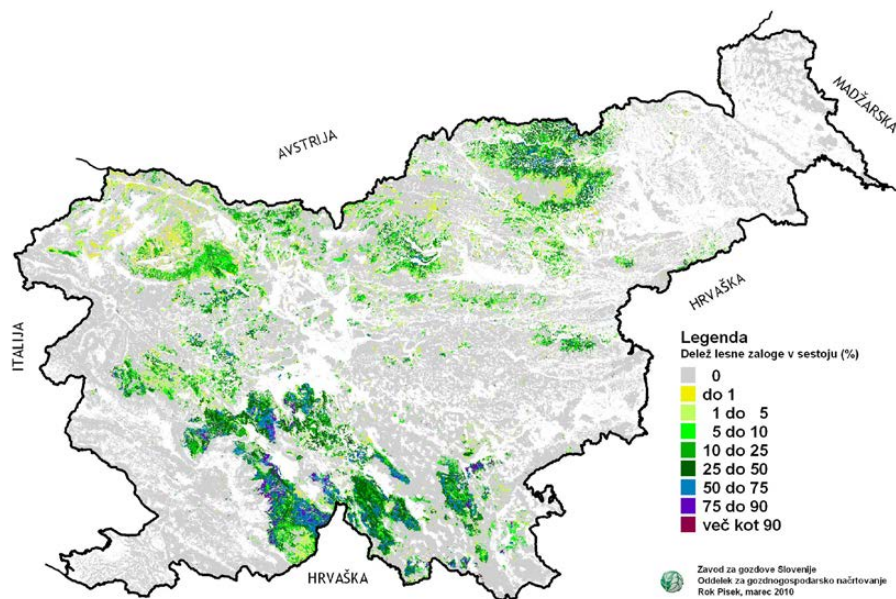 MADŽARSKA
AVSTRIJA
HRVAŠKA
ITALIJA
Legenda
Delež lesne zaloge v sestoju (%)
0
do 1
1 do 5
5 do 10
10 do 25
25 do 50
50 do 75
75 do 90
več kot 90
HRVAŠKA
Zavod za gozdove Slovenije
Oddelek za gozdnogospodarsko načrtovanje
Rok Pisek, marec 2010